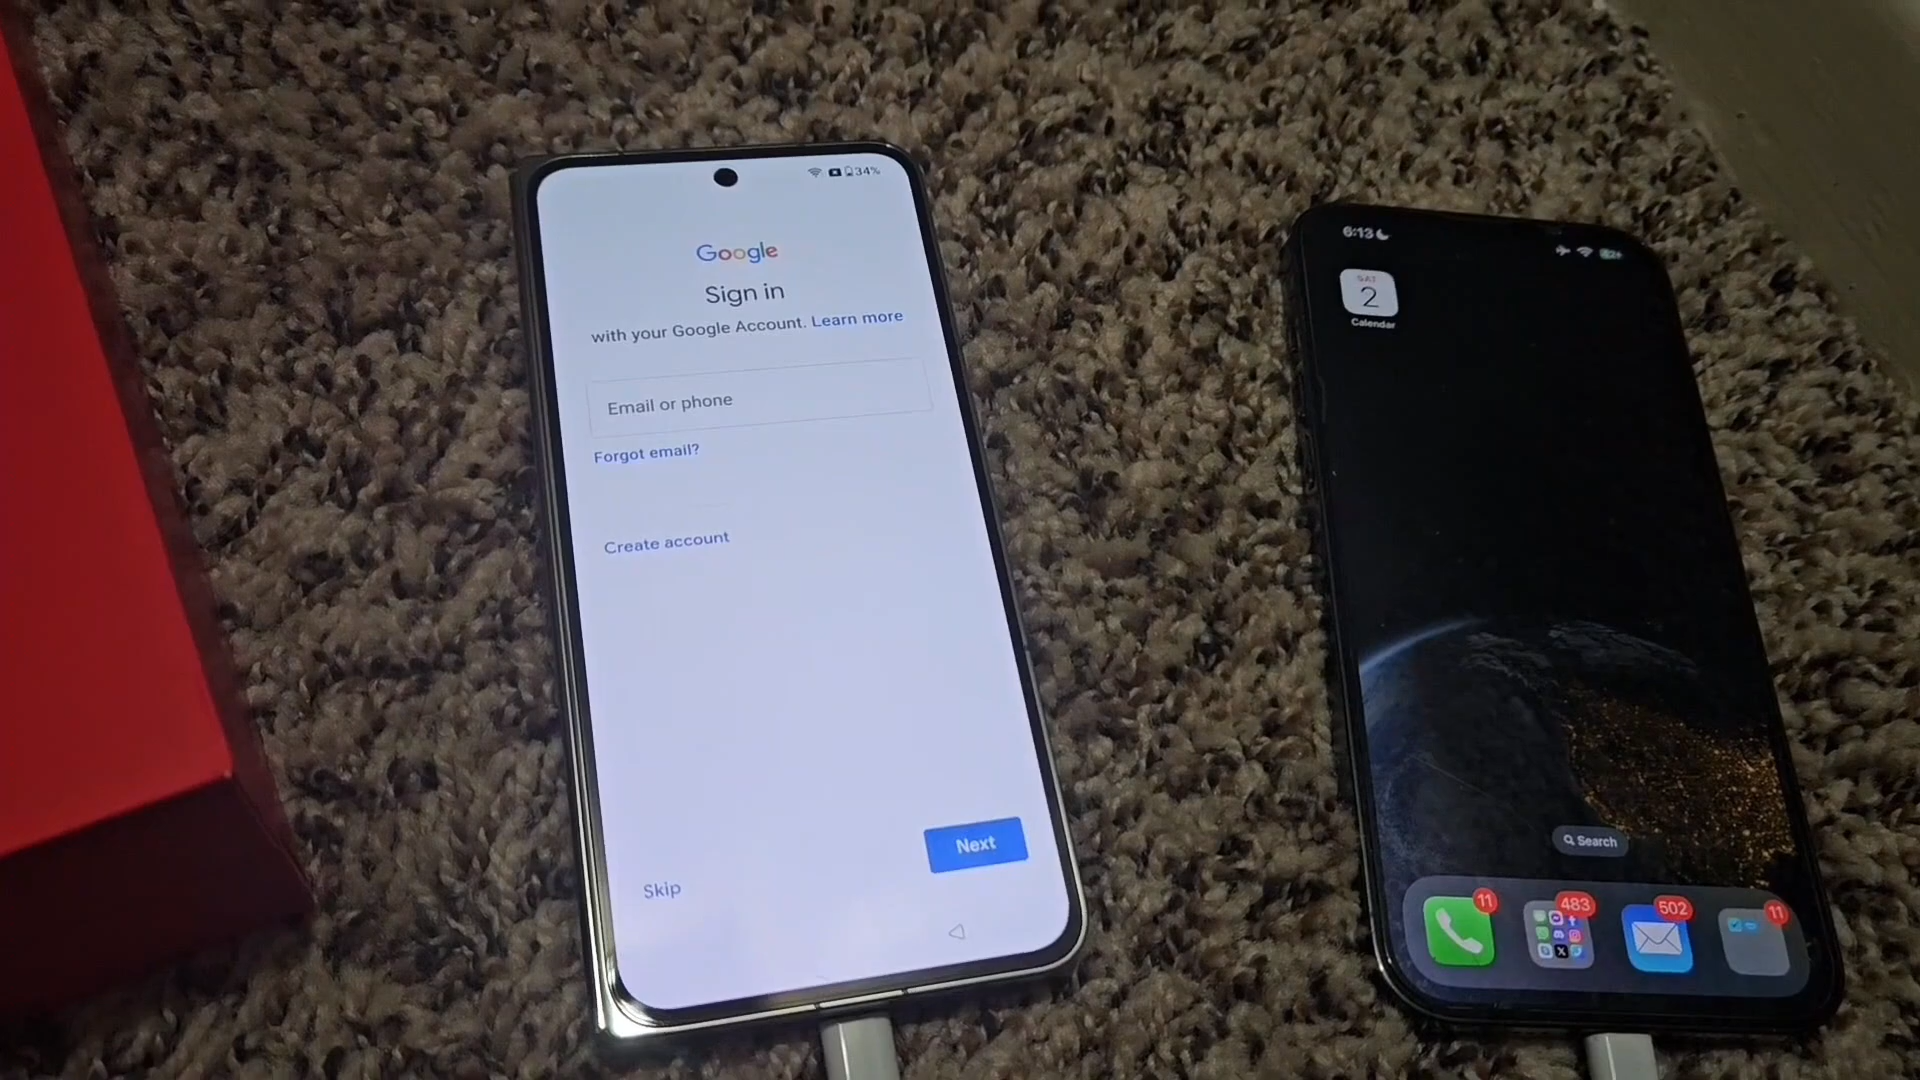 34%
Google
Sign in
with your Google Account. Learn more
Email or phone
Forgot email?
Create account
Next
Skip
6:13
SAT
2
Calendar
Search
11
483
502
11